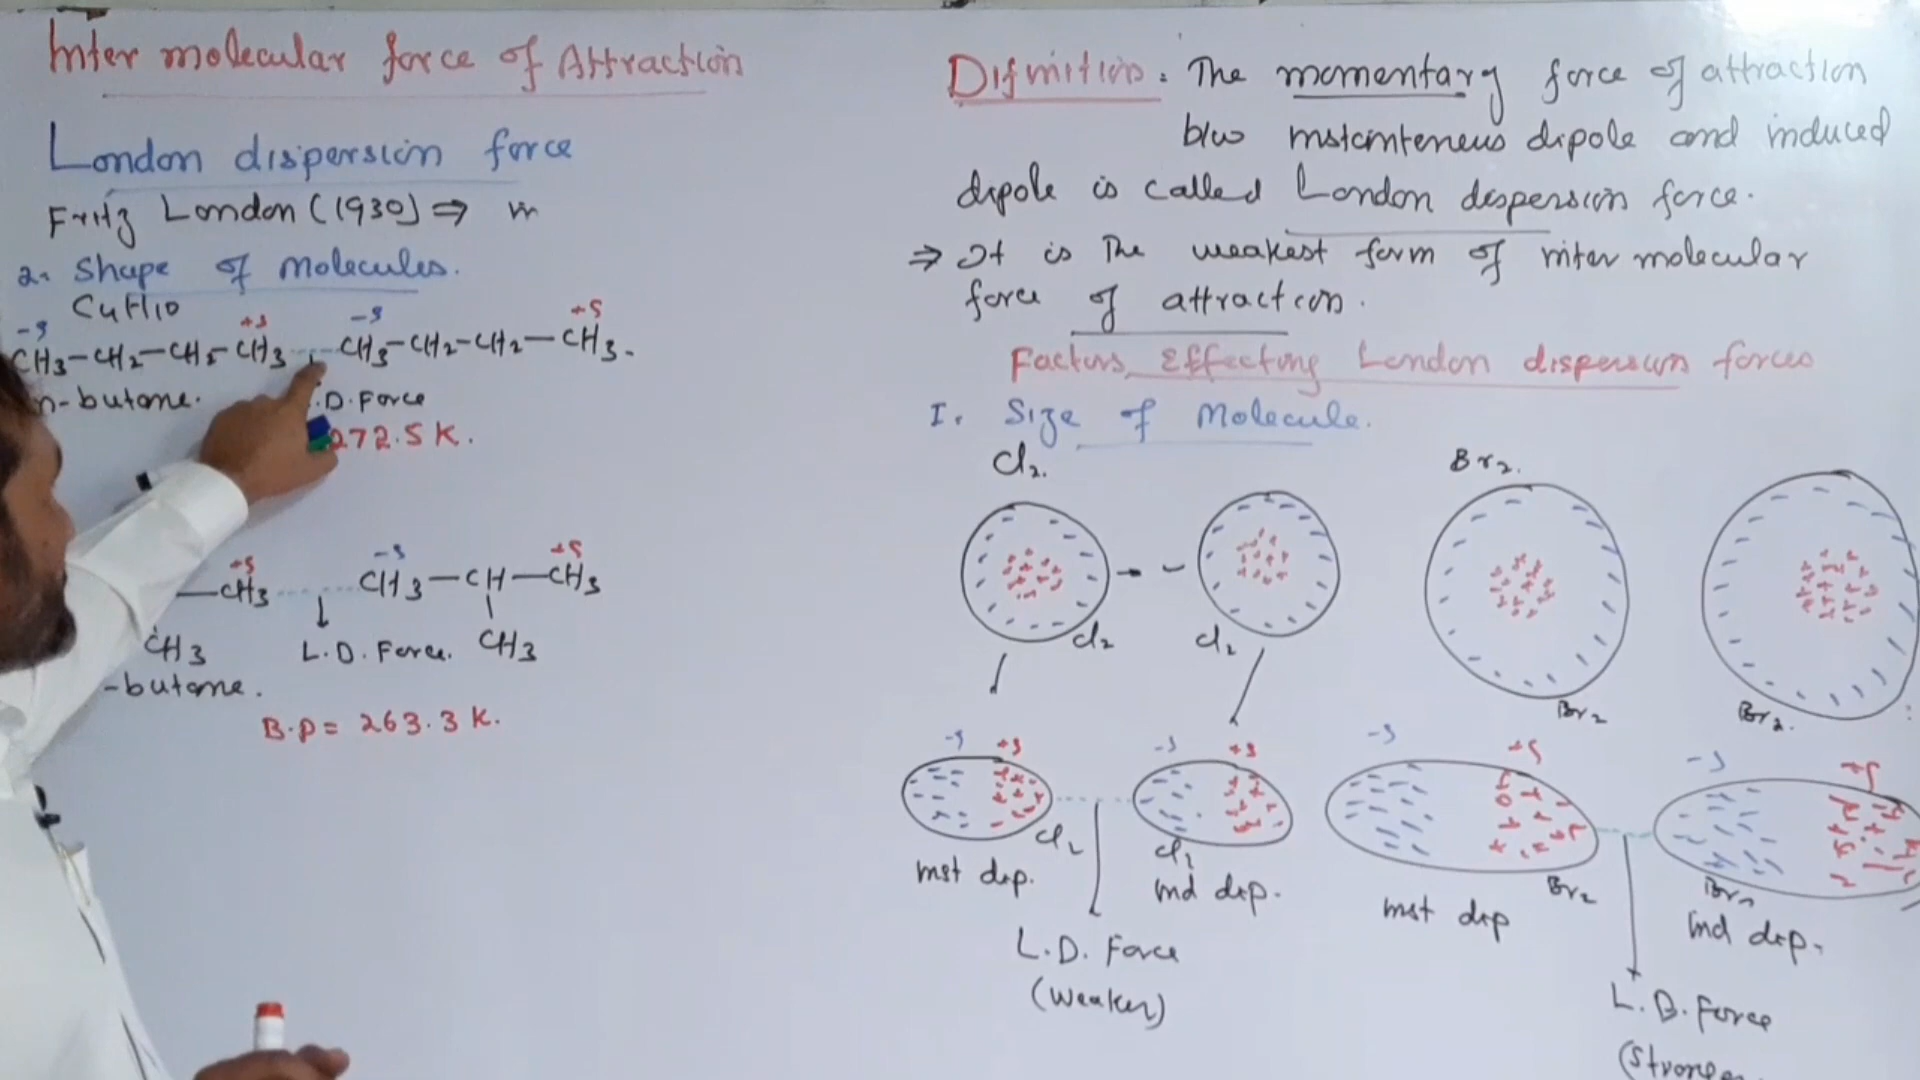 Inter molecular force of Attraction
London dispersion force
Fritz London (1930) ⇒ in
2. Shape of molecules.
C4H10
-δ +δ -δ +δ
CH3-CH2-CH2-CH3 CH3-CH2-CH2-CH3.
n-butane. .D. Force
272.5 K.
+δ -δ +δ
-CH3 CH3-CH-CH3
CH3 L.D. Force. CH3
-butane.
B.P = 263.3 K.
Difinition: The momentary force of attraction
b/w instanteneus dipole and induced
dipole is called London despersion force.
⇒ It is The weakest form of inter molecular
force of attraction.
Factors Effecting London dispersion forces
I. Size of Molecule.
Cl2. Br2.
Cl2 Cl2 Br2 Br2.
-δ +δ -δ +δ -δ +δ -δ +δ
Cl2 Cl2 Br2 Br2
inst dip. ind dip. inst dip ind dip.
L.D. Force L.D. Force
(weaker)